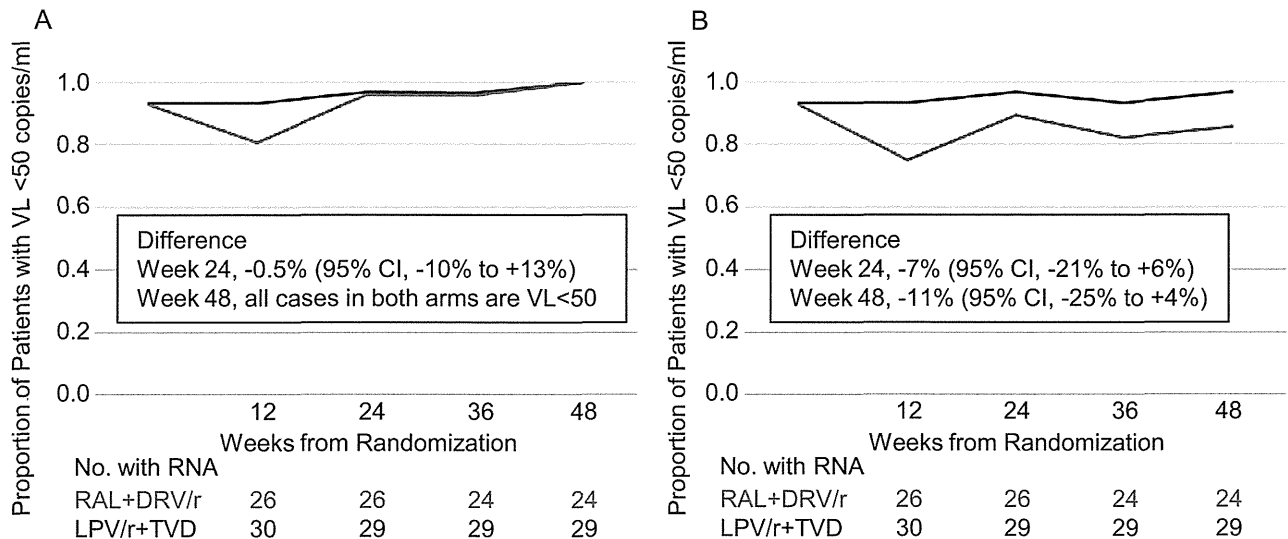 A
Proportion of Patients with VL <50 copies/ml
1.0
0.8
0.6
0.4
0.2
0.0
Difference
Week 24, -0.5% (95% CI, -10% to +13%)
Week 48, all cases in both arms are VL<50
12 24 36 48
Weeks from Randomization
No. with RNA
RAL+DRV/r 26 26 24 24
LPV/r+TVD 30 29 29 29
B
Proportion of Patients with VL <50 copies/ml
1.0
0.8
0.6
0.4
0.2
0.0
Difference
Week 24, -7% (95% CI, -21% to +6%)
Week 48, -11% (95% CI, -25% to +4%)
12 24 36 48
Weeks from Randomization
No. with RNA
RAL+DRV/r 26 26 24 24
LPV/r+TVD 30 29 29 29